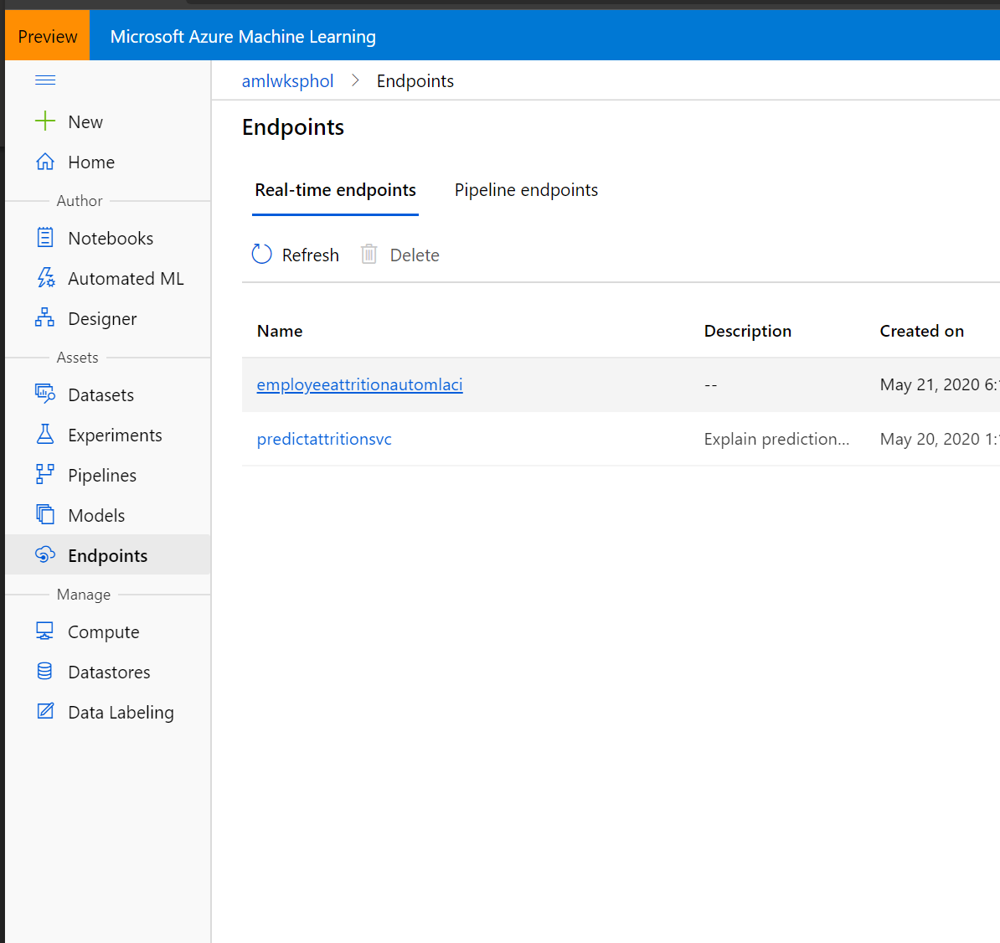 Preview
Microsoft Azure Machine Learning
amlwksphol > Endpoints
New
Home
Author
Notebooks
Automated ML
Designer
Assets
Datasets
Experiments
Pipelines
Models
Endpoints
Manage
Compute
Datastores
Data Labeling
Endpoints
Real-time endpoints Pipeline endpoints
Refresh Delete
Name Description Created on
employeeattritionautomlaci -- May 21, 2020 6:
predictattritionsvc Explain prediction... May 20, 2020 1: